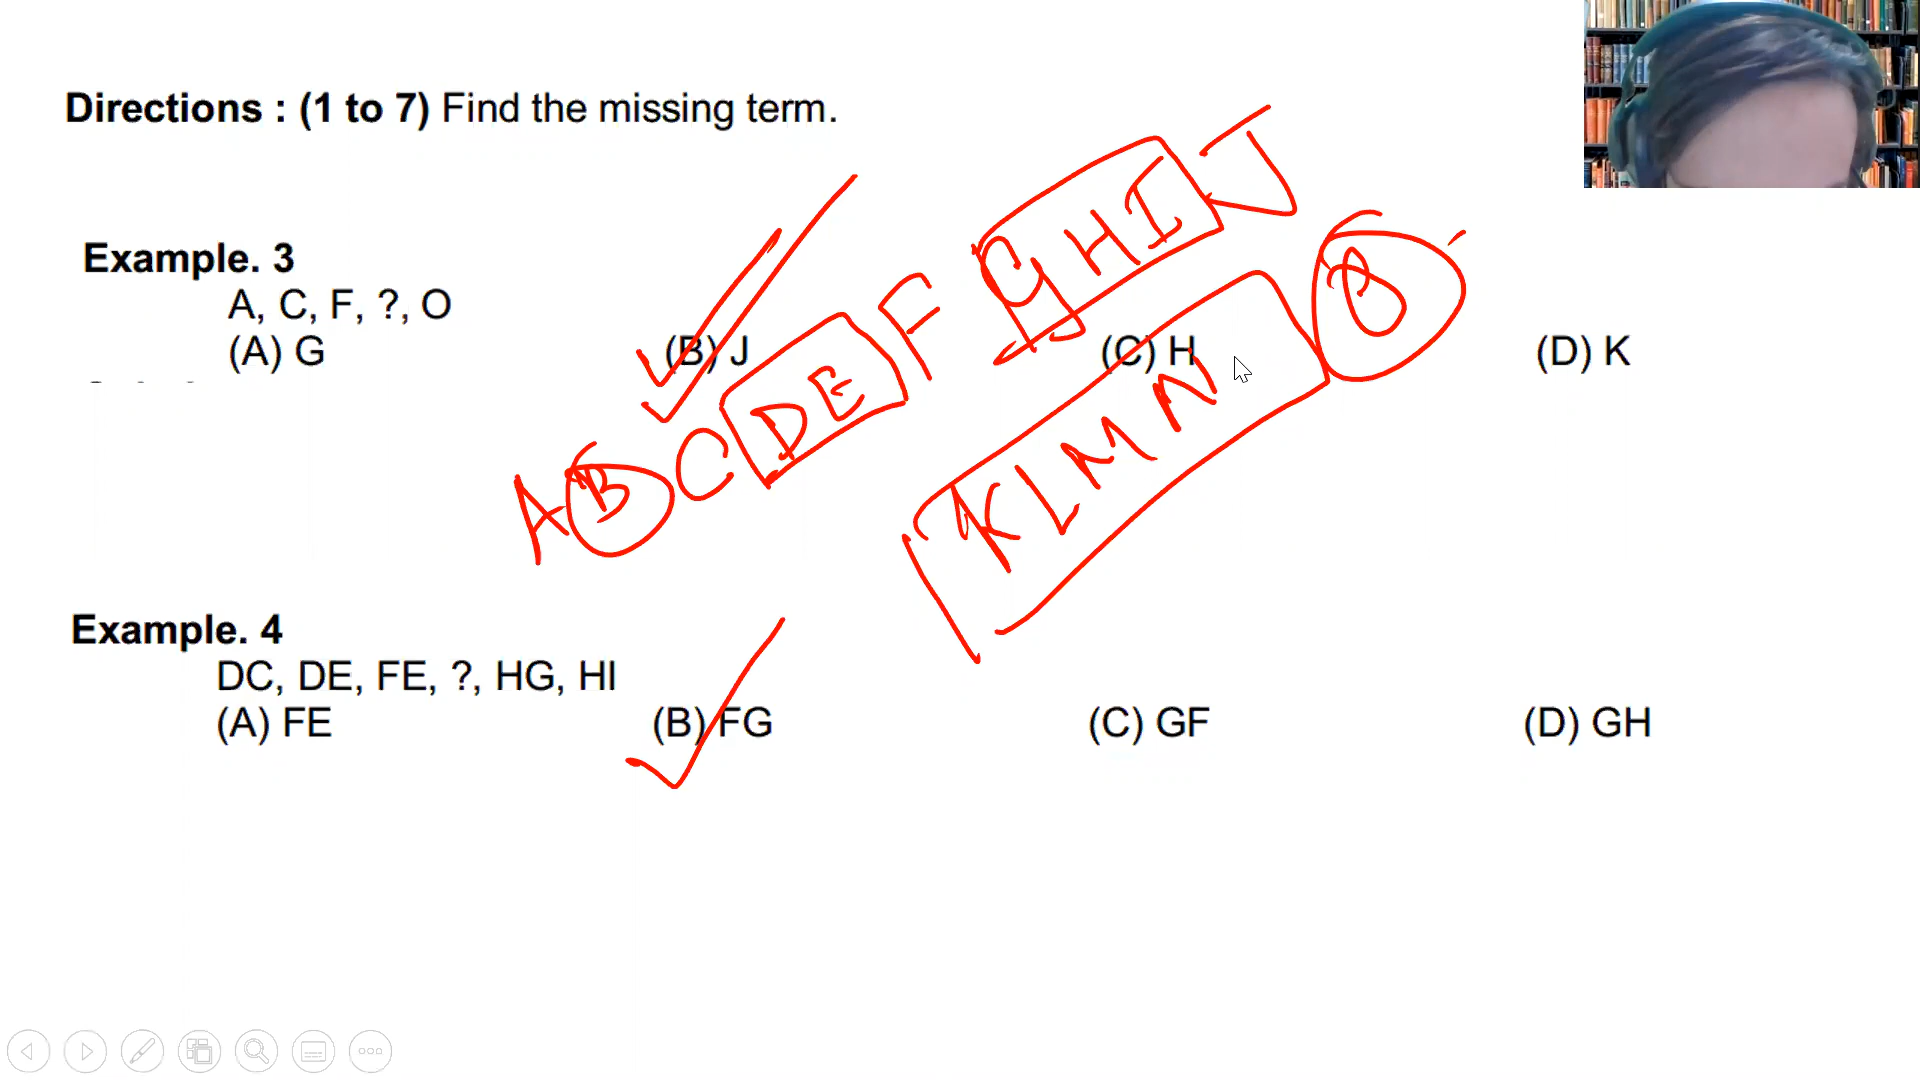 Directions : (1 to 7) Find the missing term.
Example. 3
A, C, F, ?, O
(A) G (B) J (C) H (D) K
A B C D E F G H I J
K L M N O
Example. 4
DC, DE, FE, ?, HG, HI
(A) FE (B) FG (C) GF (D) GH